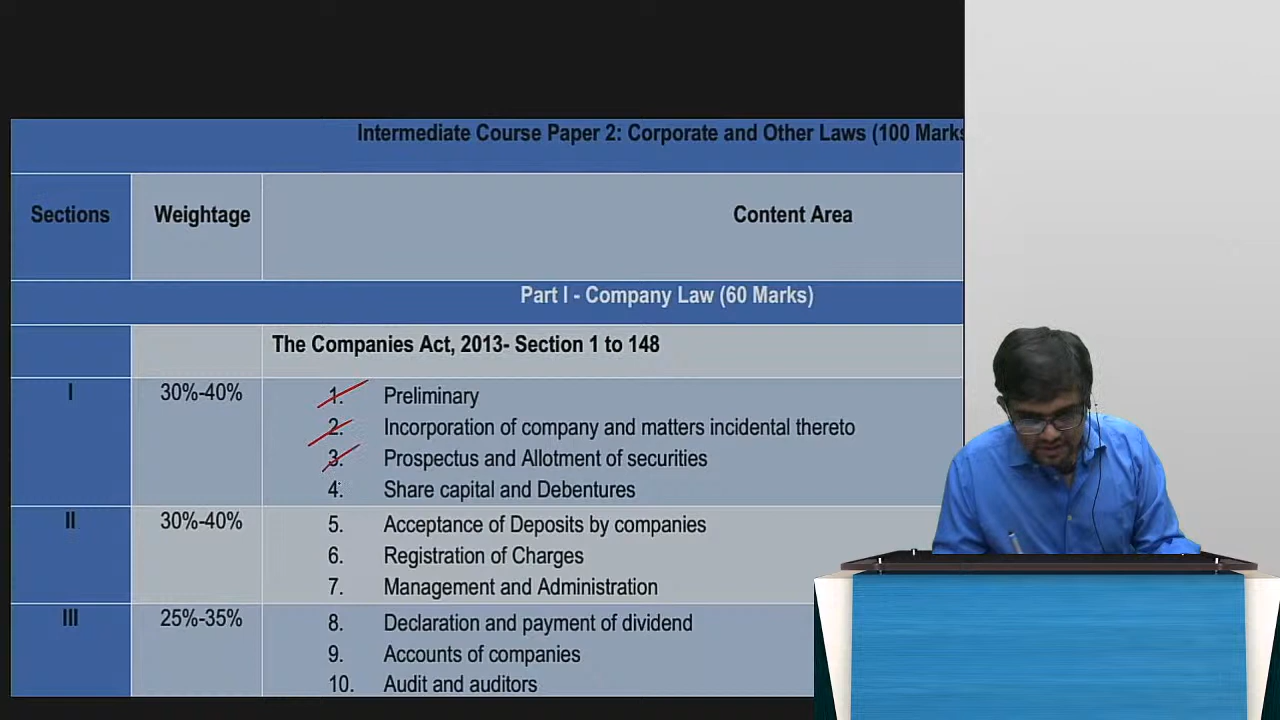 Intermediate Course Paper 2: Corporate and Other Laws (100 Marks
Sections Weightage Content Area
Part I - Company Law (60 Marks)
The Companies Act, 2013- Section 1 to 148
I 30%-40% 1. Preliminary
2. Incorporation of company and matters incidental thereto
3. Prospectus and Allotment of securities
4. Share capital and Debentures
II 30%-40% 5. Acceptance of Deposits by companies
6. Registration of Charges
7. Management and Administration
III 25%-35% 8. Declaration and payment of dividend
9. Accounts of companies
10. Audit and auditors